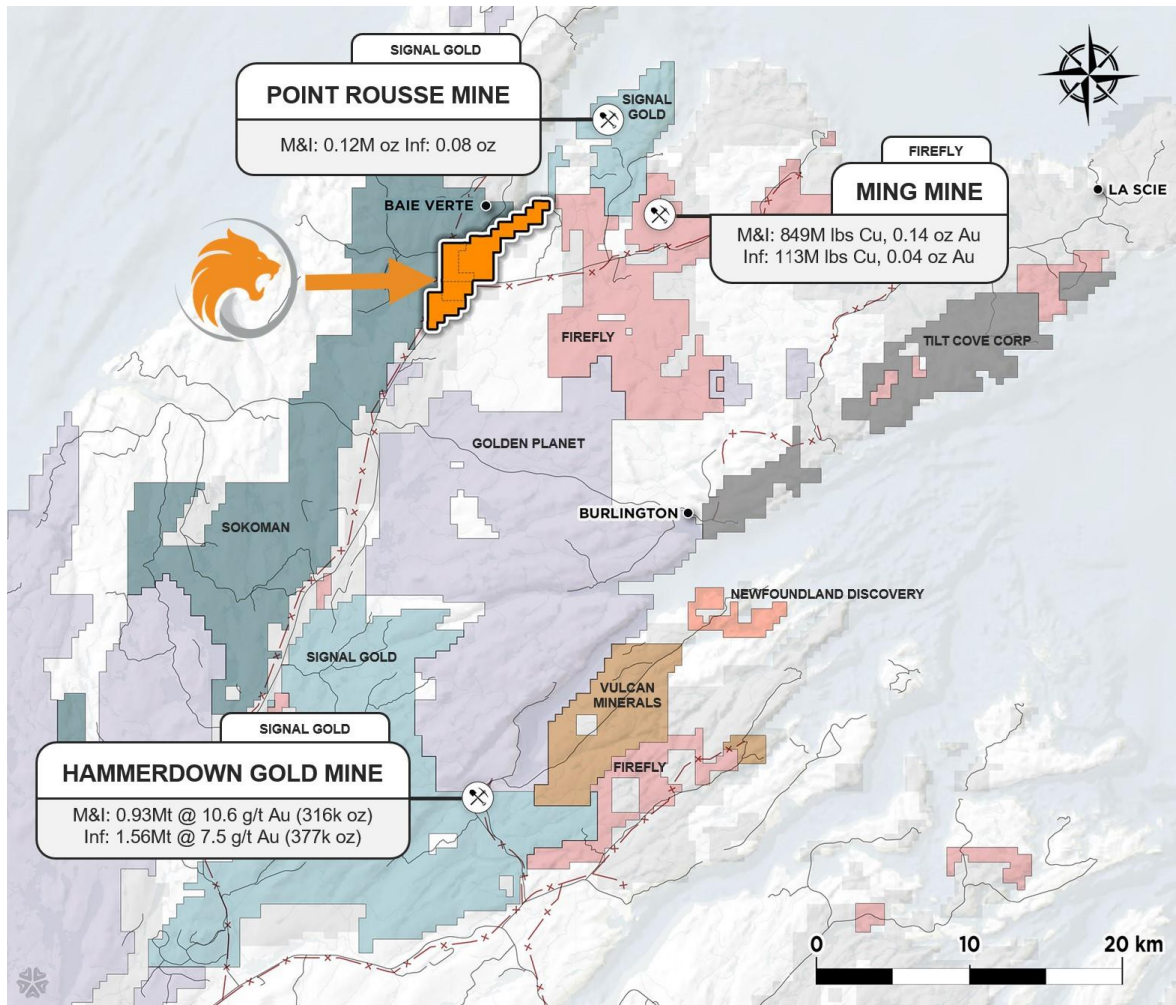 SIGNAL GOLD
POINT ROUSSE MINE
M&I: 0.12M oz Inf: 0.08 oz
SIGNAL
GOLD
FIREFLY
MING MINE
M&I: 849M lbs Cu, 0.14 oz Au
Inf: 113M lbs Cu, 0.04 oz Au
LA SCIE
BAIE VERTE
FIREFLY
TILT COVE CORP
GOLDEN PLANET
BURLINGTON
SOKOMAN
NEWFOUNDLAND DISCOVERY
SIGNAL GOLD
VULCAN
MINERALS
SIGNAL GOLD
HAMMERDOWN GOLD MINE
M&I: 0.93Mt @ 10.6 g/t Au (316k oz)
Inf: 1.56Mt @ 7.5 g/t Au (377k oz)
FIREFLY
0 10 20 km